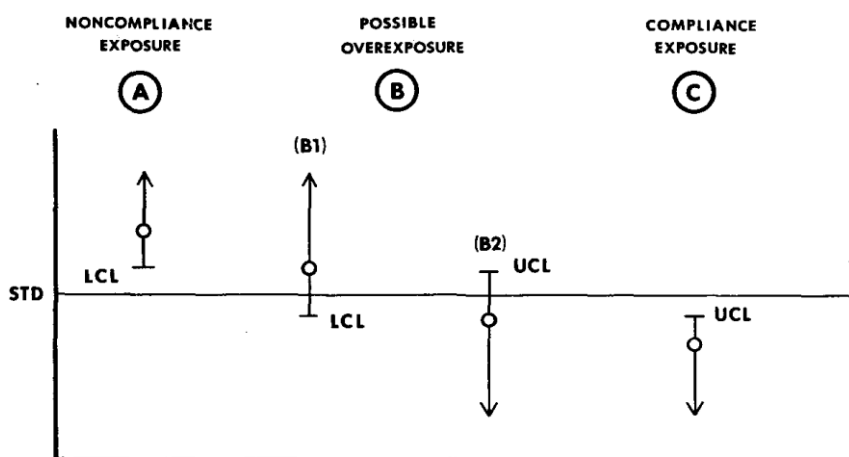 NONCOMPLIANCE
EXPOSURE
A
POSSIBLE
OVEREXPOSURE
B
COMPLIANCE
EXPOSURE
C
(B1)
(B2)
LCL
UCL
STD
LCL
UCL